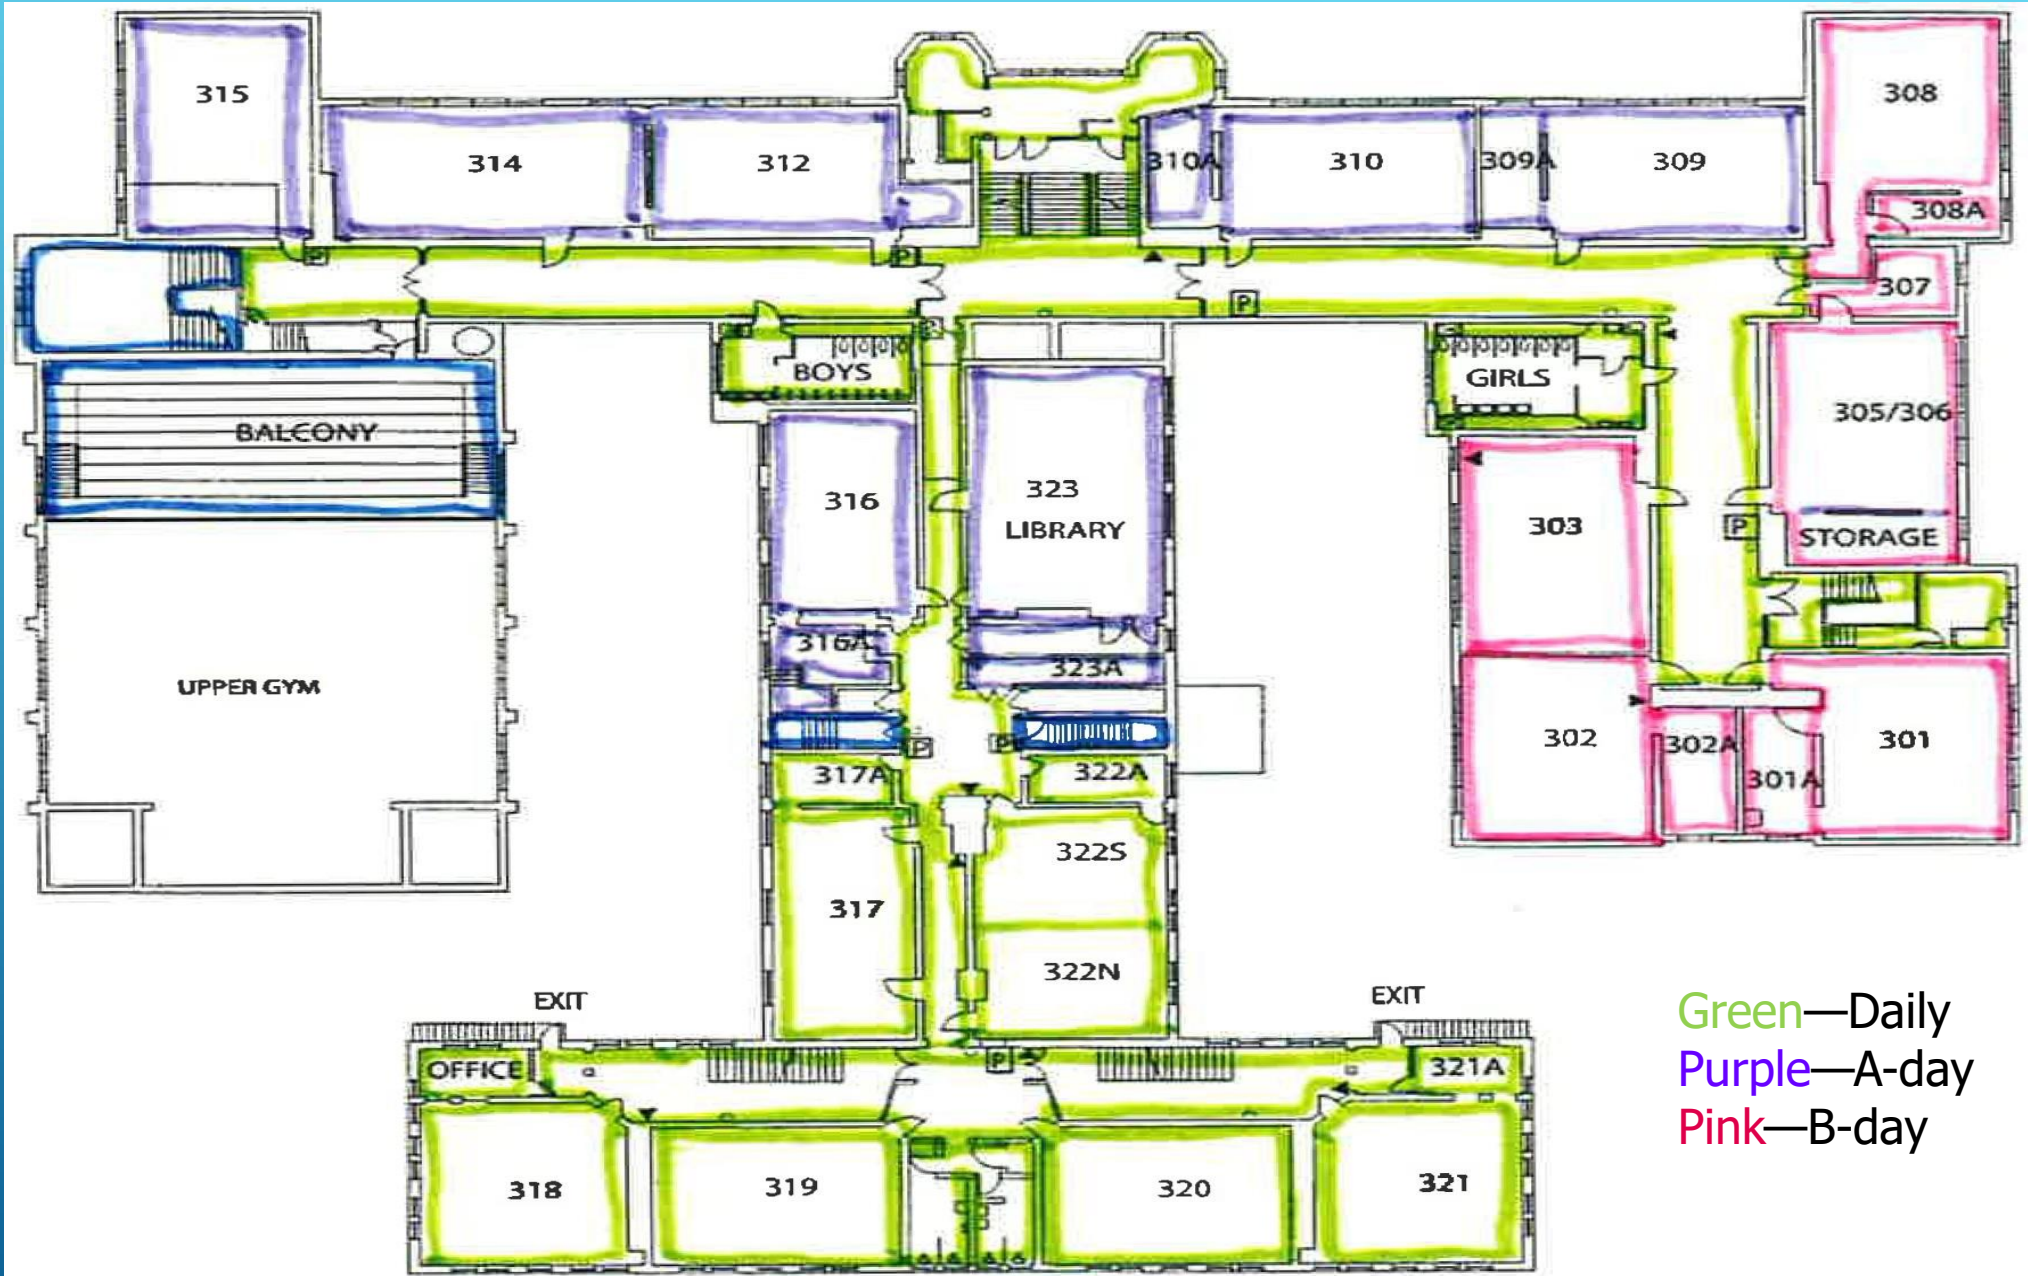 315
314
312
310A
310
309A
309
308
308A
307
P
P
P
P
BOYS
GIRLS
305/306
BALCONY
316
323
LIBRARY
303
P
STORAGE
316A
323A
UPPER GYM
302
302A
301A
301
P
P
317A
322A
322S
317
322N
EXIT
EXIT
OFFICE
P
321A
318
319
320
321
Green—Daily
Purple—A-day
Pink—B-day